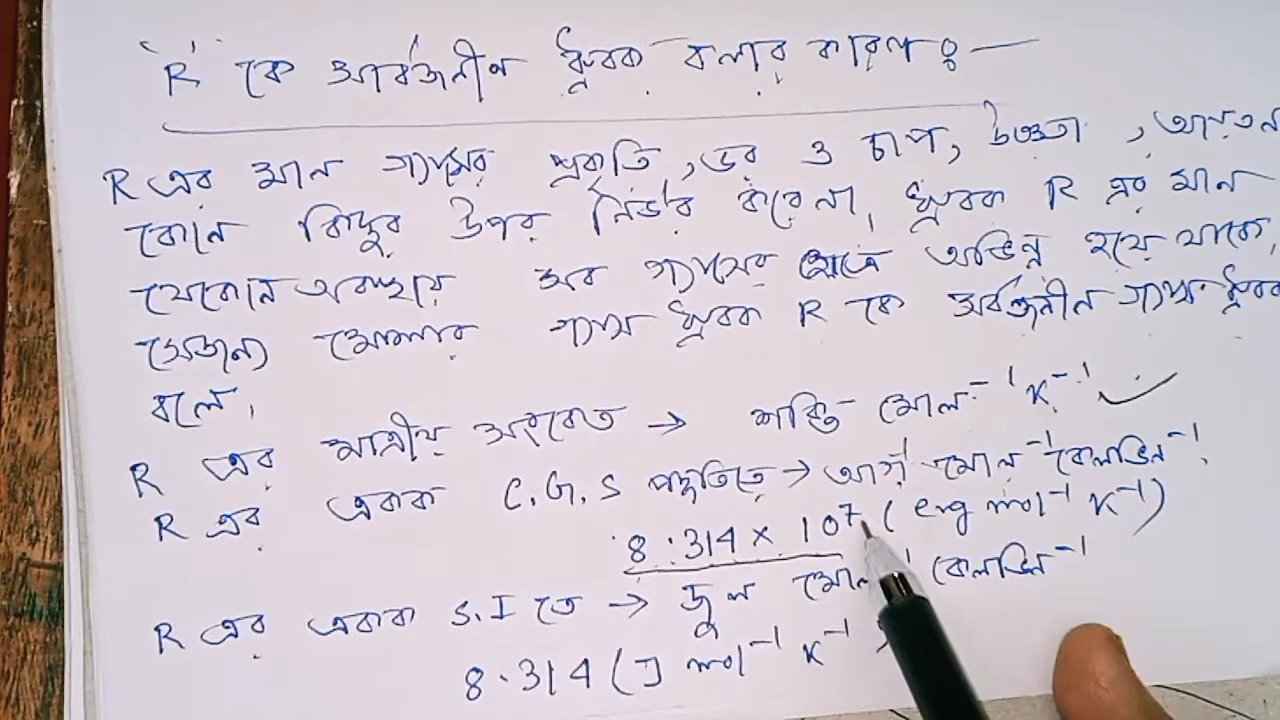 "R" কে সার্বজনীন ধ্রুবক বলার কারণ ঃ—
R এর মান গ্যাসের প্রকৃতি, ভর ও চাপ, উষ্ণতা, আয়তন
কোনে কিছুর উপর নির্ভর করে না, ধ্রুবক R এর মান
যেকোন অবস্থায় সব গ্যাসের ক্ষেত্রে অভিন্ন হয়ে থাকে,
সেজন্য মোলার গ্যাস ধ্রুবক R কে সর্বজনীন গ্যাস ধ্রুবক
বলে,
R এর মাত্রীয় সংকেত → শক্তি মোল⁻¹ K⁻¹ ✓
R এর একক C.G.S পদ্ধতিতে → আর্গ মোল⁻¹ কেলভিন⁻¹.
8.314 × 10⁷ (erg mol⁻¹ K⁻¹)
R এর একক S.I তে → জুল মোল⁻¹ কেলভিন⁻¹
8.314 (J mol⁻¹ K⁻¹)